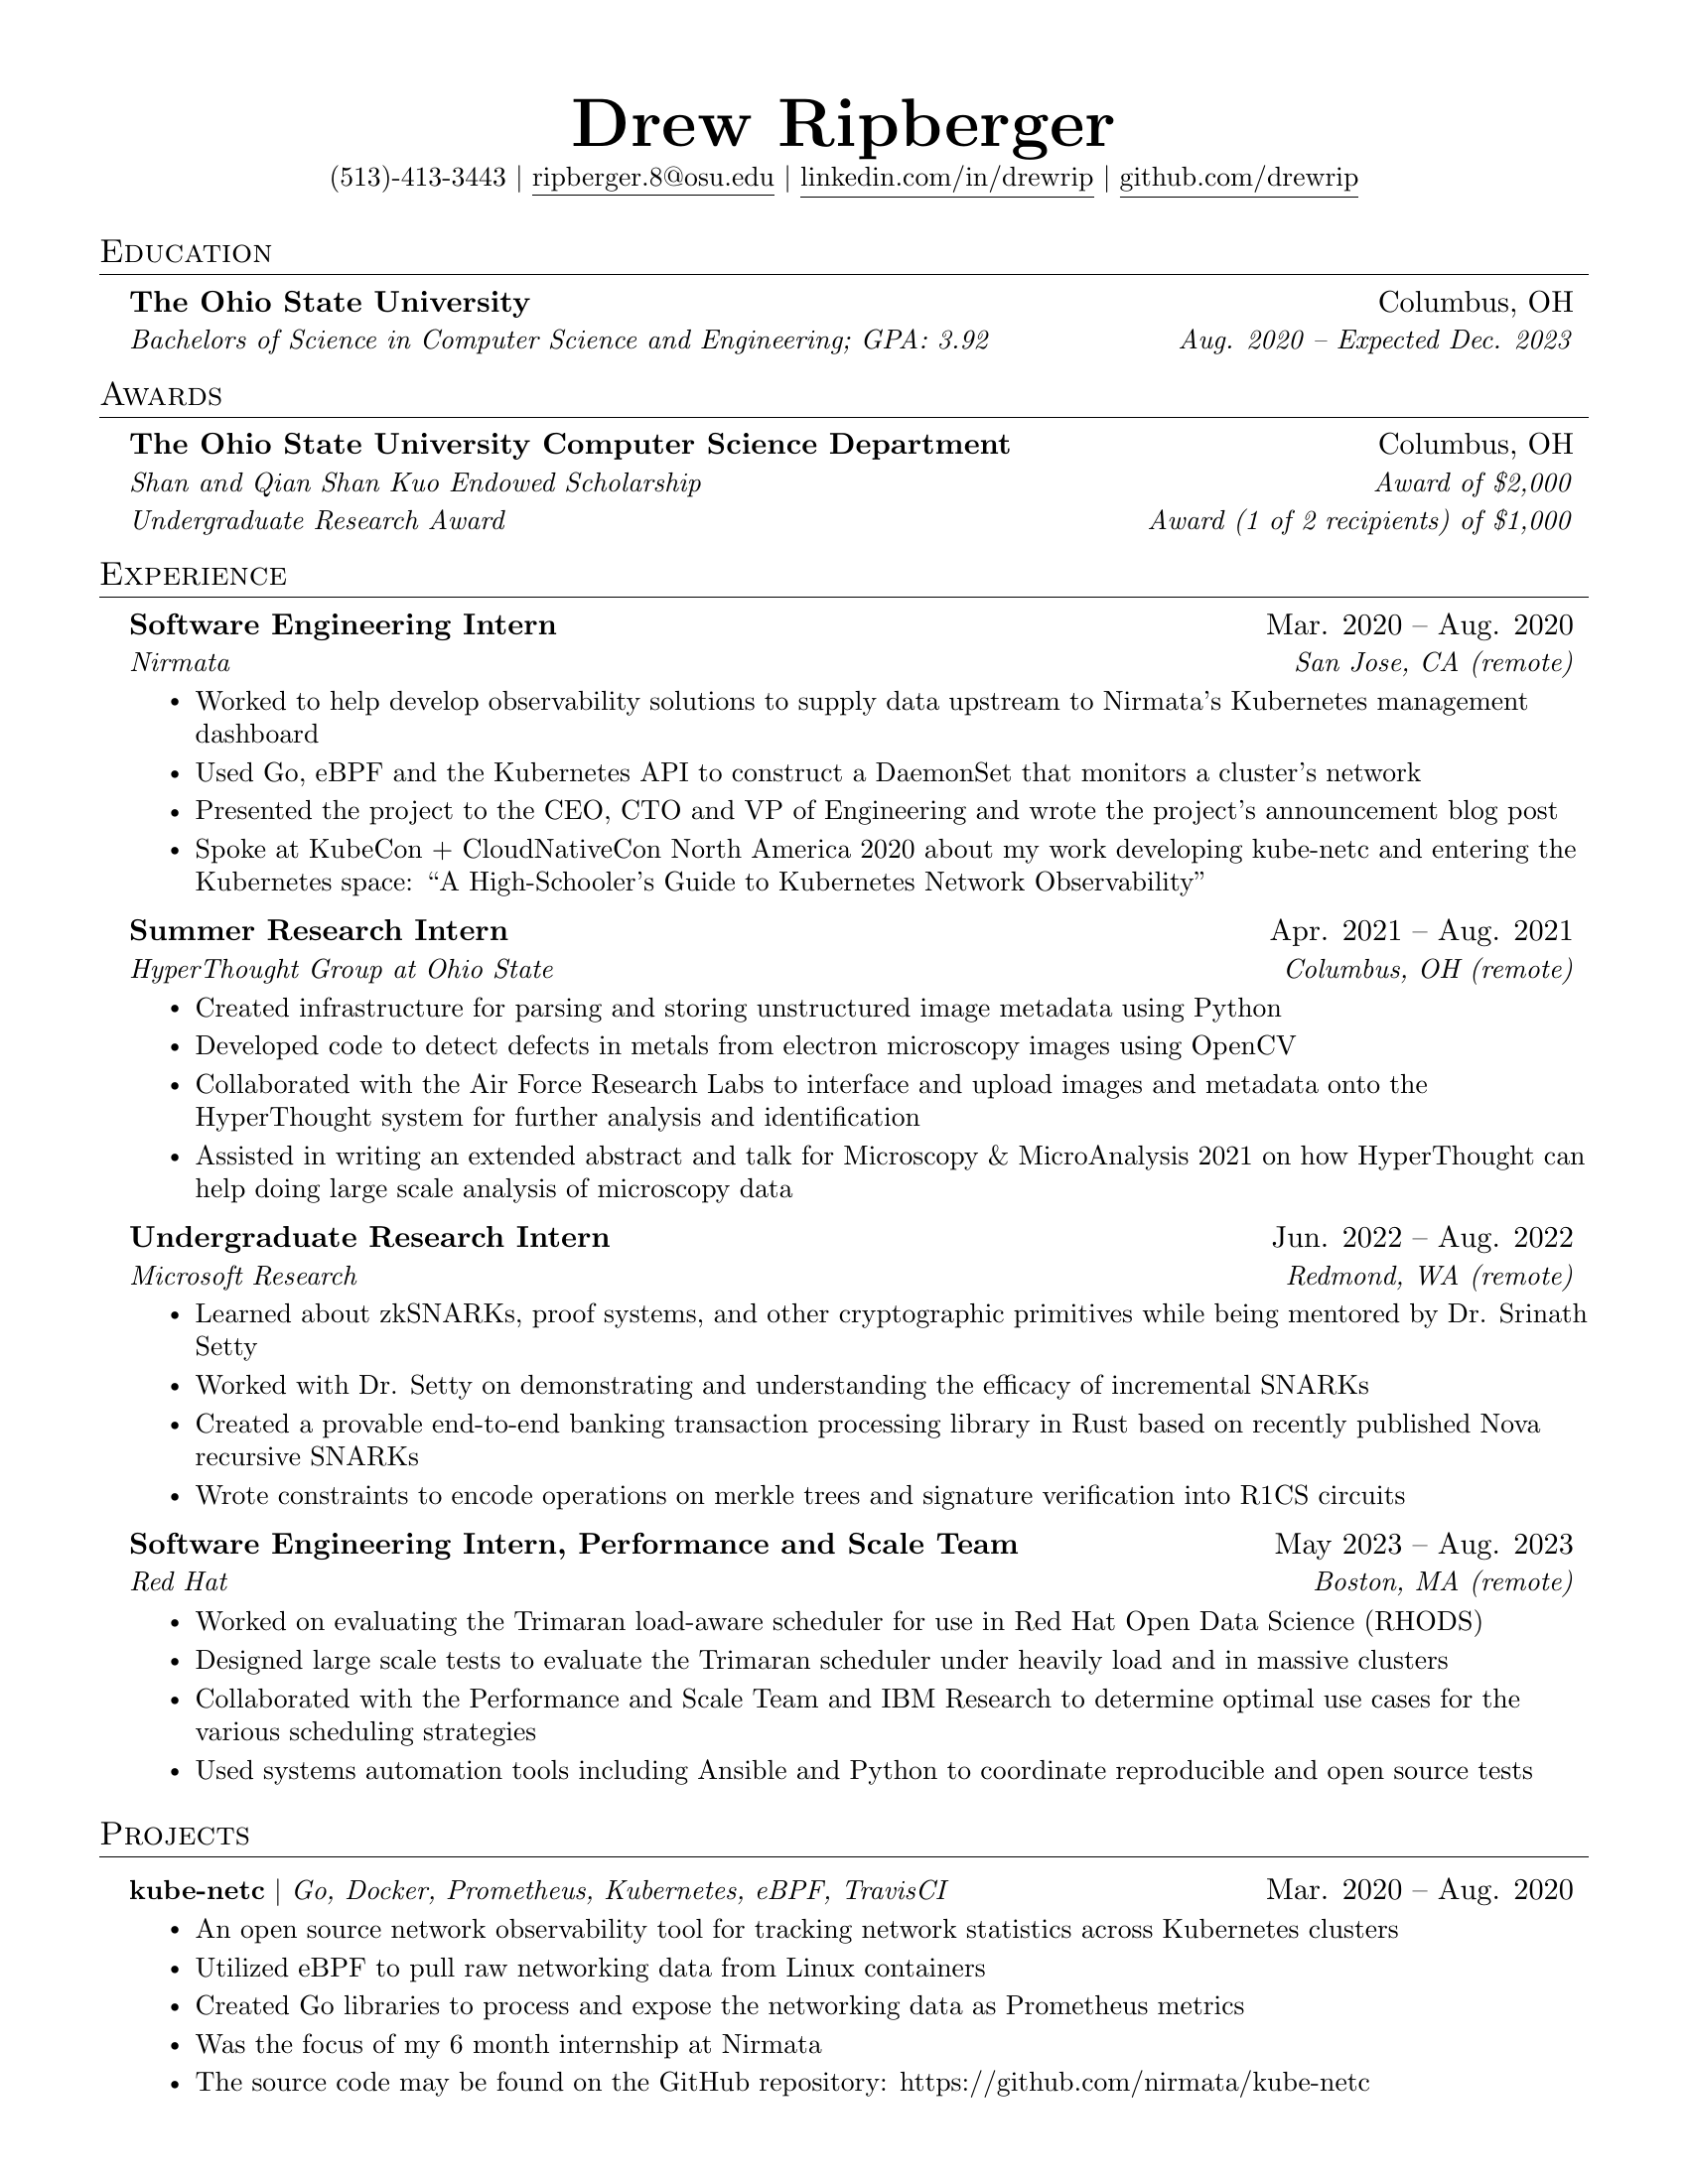 Drew Ripberger
(513)-413-3443 | ripberger.8@osu.edu | linkedin.com/in/drewrip | github.com/drewrip
Education
The Ohio State University Columbus, OH
Bachelors of Science in Computer Science and Engineering; GPA: 3.92 Aug. 2020 – Expected Dec. 2023
Awards
The Ohio State University Computer Science Department Columbus, OH
Shan and Qian Shan Kuo Endowed Scholarship Award of $2,000
Undergraduate Research Award Award (1 of 2 recipients) of $1,000
Experience
Software Engineering Intern Mar. 2020 – Aug. 2020
Nirmata San Jose, CA (remote)
• Worked to help develop observability solutions to supply data upstream to Nirmata's Kubernetes management
dashboard
• Used Go, eBPF and the Kubernetes API to construct a DaemonSet that monitors a cluster's network
• Presented the project to the CEO, CTO and VP of Engineering and wrote the project's announcement blog post
• Spoke at KubeCon + CloudNativeCon North America 2020 about my work developing kube-netc and entering the
Kubernetes space: “A High-Schooler's Guide to Kubernetes Network Observability”
Summer Research Intern Apr. 2021 – Aug. 2021
HyperThought Group at Ohio State Columbus, OH (remote)
• Created infrastructure for parsing and storing unstructured image metadata using Python
• Developed code to detect defects in metals from electron microscopy images using OpenCV
• Collaborated with the Air Force Research Labs to interface and upload images and metadata onto the
HyperThought system for further analysis and identification
• Assisted in writing an extended abstract and talk for Microscopy & MicroAnalysis 2021 on how HyperThought can
help doing large scale analysis of microscopy data
Undergraduate Research Intern Jun. 2022 – Aug. 2022
Microsoft Research Redmond, WA (remote)
• Learned about zkSNARKs, proof systems, and other cryptographic primitives while being mentored by Dr. Srinath
Setty
• Worked with Dr. Setty on demonstrating and understanding the efficacy of incremental SNARKs
• Created a provable end-to-end banking transaction processing library in Rust based on recently published Nova
recursive SNARKs
• Wrote constraints to encode operations on merkle trees and signature verification into R1CS circuits
Software Engineering Intern, Performance and Scale Team May 2023 – Aug. 2023
Red Hat Boston, MA (remote)
• Worked on evaluating the Trimaran load-aware scheduler for use in Red Hat Open Data Science (RHODS)
• Designed large scale tests to evaluate the Trimaran scheduler under heavily load and in massive clusters
• Collaborated with the Performance and Scale Team and IBM Research to determine optimal use cases for the
various scheduling strategies
• Used systems automation tools including Ansible and Python to coordinate reproducible and open source tests
Projects
kube-netc | Go, Docker, Prometheus, Kubernetes, eBPF, TravisCI Mar. 2020 – Aug. 2020
• An open source network observability tool for tracking network statistics across Kubernetes clusters
• Utilized eBPF to pull raw networking data from Linux containers
• Created Go libraries to process and expose the networking data as Prometheus metrics
• Was the focus of my 6 month internship at Nirmata
• The source code may be found on the GitHub repository: https://github.com/nirmata/kube-netc